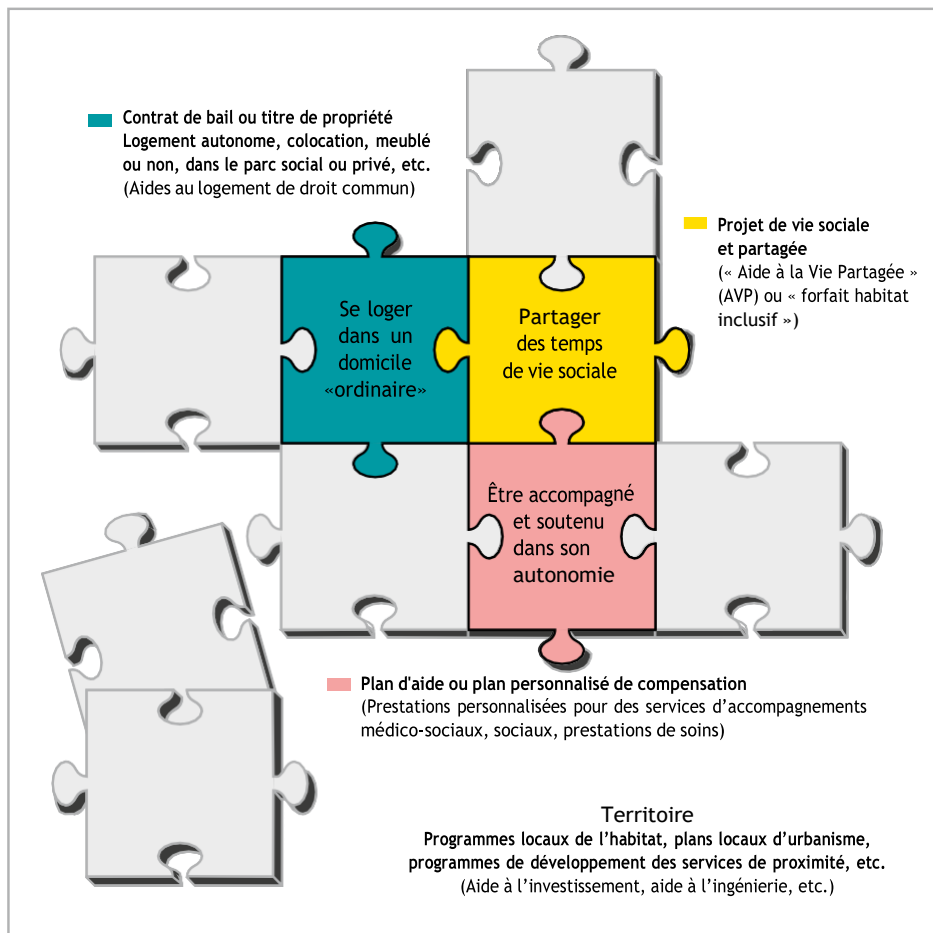 Contrat de bail ou titre de propriété
Logement autonome, colocation, meublé
ou non, dans le parc social ou privé, etc.
(Aides au logement de droit commun)
Projet de vie sociale
et partagée
(« Aide à la Vie Partagée »
(AVP) ou « forfait habitat
inclusif »)
Se loger
dans un
domicile
«ordinaire»
Partager
des temps
de vie sociale
Être accompagné
et soutenu
dans son
autonomie
Plan d'aide ou plan personnalisé de compensation
(Prestations personnalisées pour des services d’accompagnements
médico-sociaux, sociaux, prestations de soins)
Territoire
Programmes locaux de l’habitat, plans locaux d’urbanisme,
programmes de développement des services de proximité, etc.
(Aide à l’investissement, aide à l’ingénierie, etc.)